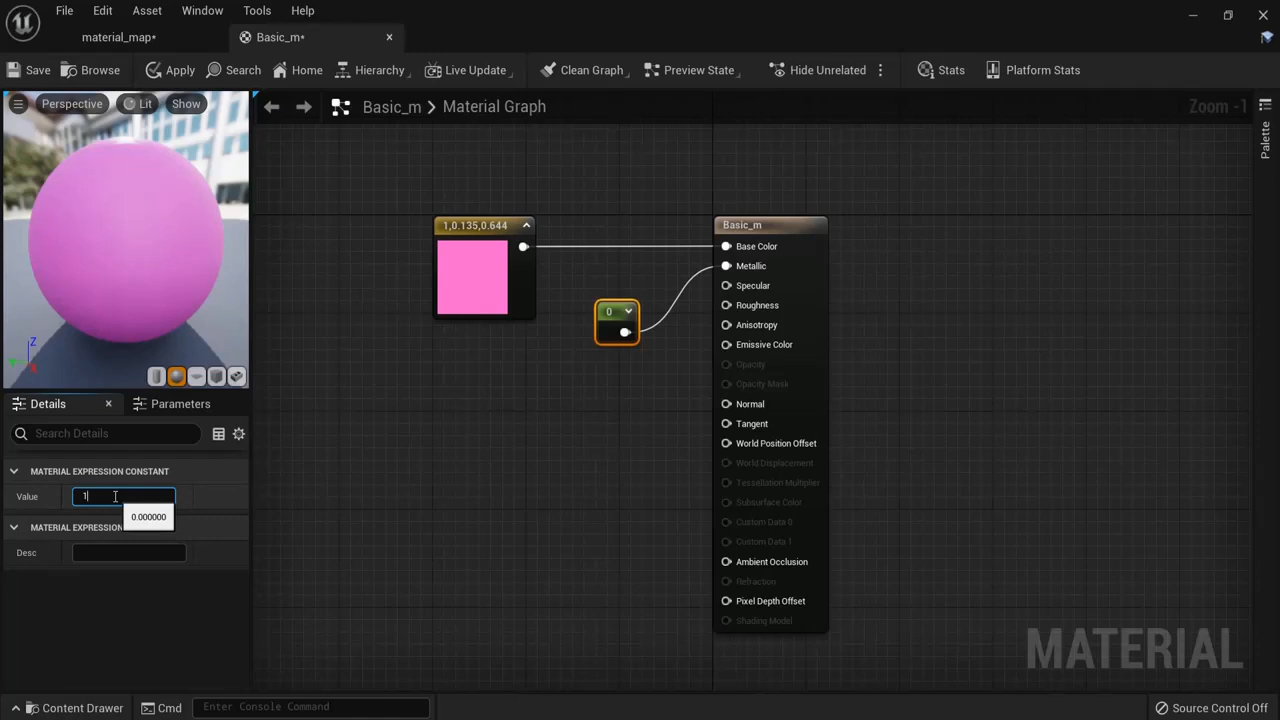 File Edit Asset Window Tools Help
material_map* Basic_m*
Save Browse Apply Search Home Hierarchy Live Update Clean Graph Preview State Hide Unrelated Stats Platform Stats
Perspective Lit Show
Basic_m Material Graph Zoom -1
Palette
1,0.135,0.644
Basic_m
Base Color
Metallic
Specular
0
Roughness
Anisotropy
Emissive Color
Opacity
Opacity Mask
Normal
Tangent
World Position Offset
World Displacement
Tessellation Multiplier
Subsurface Color
Custom Data 0
Custom Data 1
Ambient Occlusion
Refraction
Pixel Depth Offset
Shading Model
Z
Y
X
Details Parameters
Search Details
MATERIAL EXPRESSION CONSTANT
Value 1
0.000000
MATERIAL EXPRESSION
Desc
MATERIAL
Content Drawer Cmd Enter Console Command Source Control Off